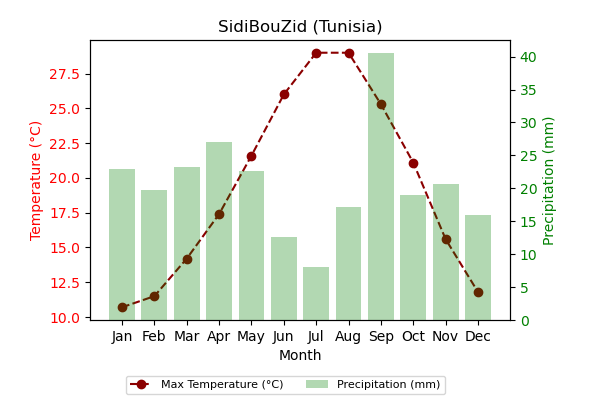 SidiBouZid (Tunisia)
27.5
25.0
22.5
20.0
17.5
15.0
12.5
10.0
Temperature (°C)
40
35
30
25
20
15
10
5
0
Precipitation (mm)
Jan Feb Mar Apr May Jun Jul Aug Sep Oct Nov Dec
Month
Max Temperature (°C) Precipitation (mm)